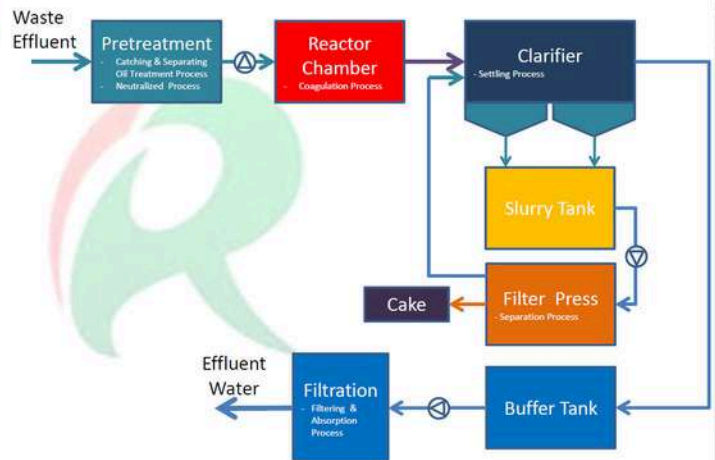 Waste
Effluent
Pretreatment
- Catching & Separating
Oil Treatment Process
- Neutralized Process
Reactor
Chamber
- Coagulation Process
Clarifier
- Settling Process
Slurry Tank
Filter Press
- Separation Process
Cake
Effluent
Water
Filtration
- Filtering &
Absorption
Process
Buffer Tank